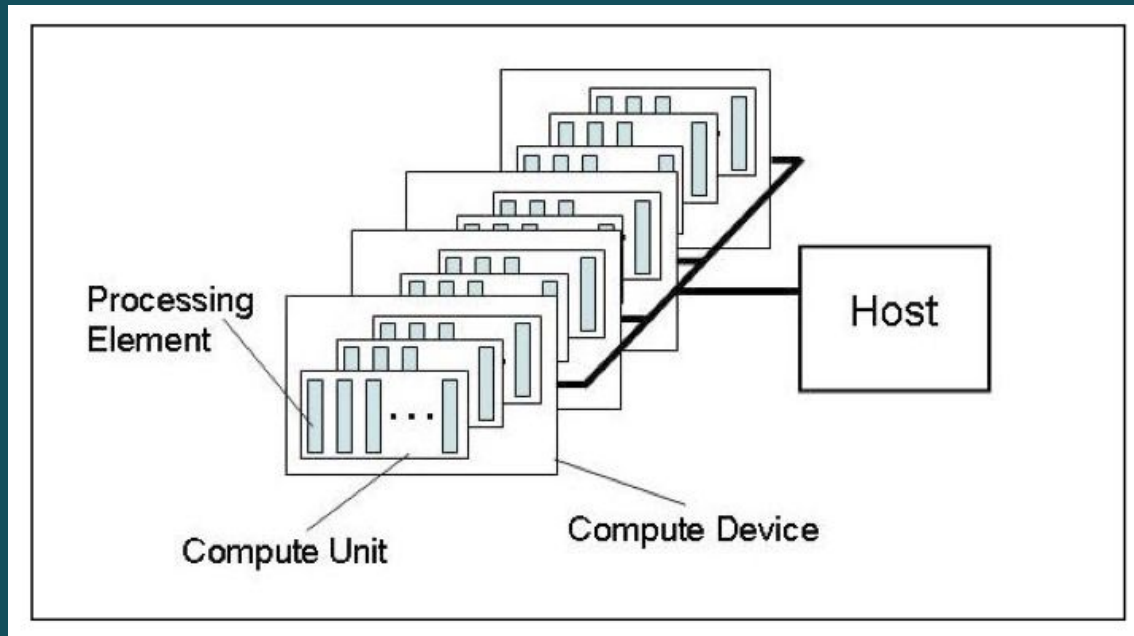 Processing
Element
Host
Compute Unit
Compute Device